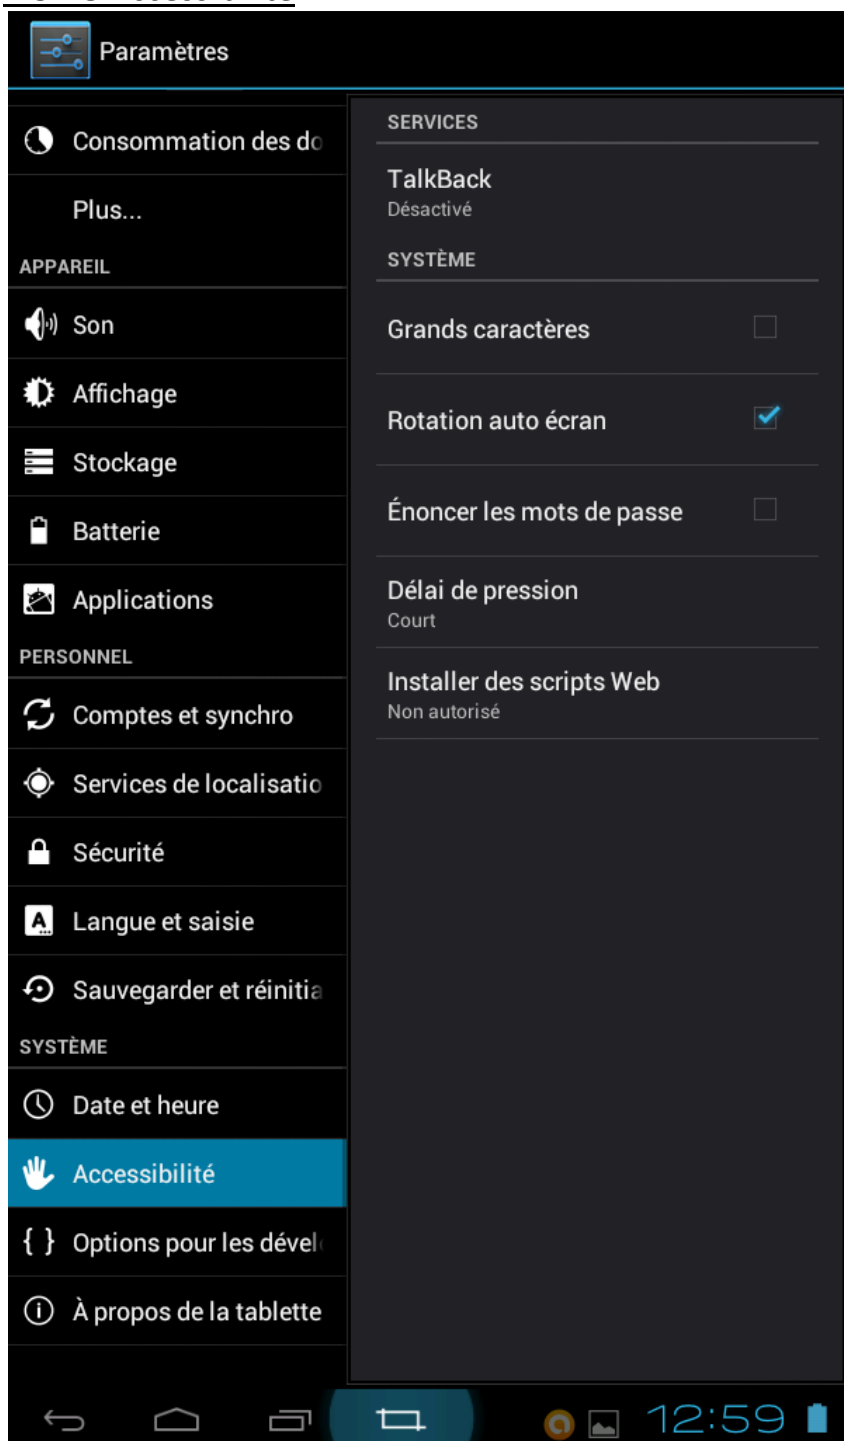 Paramètres
Consommation des do
Plus...
APPAREIL
Son
Affichage
Stockage
Batterie
Applications
PERSONNEL
Comptes et synchro
Services de localisatio
Sécurité
Langue et saisie
Sauvegarder et réinitia
SYSTÈME
Date et heure
Accessibilité
{ } Options pour les dével
À propos de la tablette
SERVICES
TalkBack
Désactivé
SYSTÈME
Grands caractères
Rotation auto écran
Énoncer les mots de passe
Délai de pression
Court
Installer des scripts Web
Non autorisé
12:59